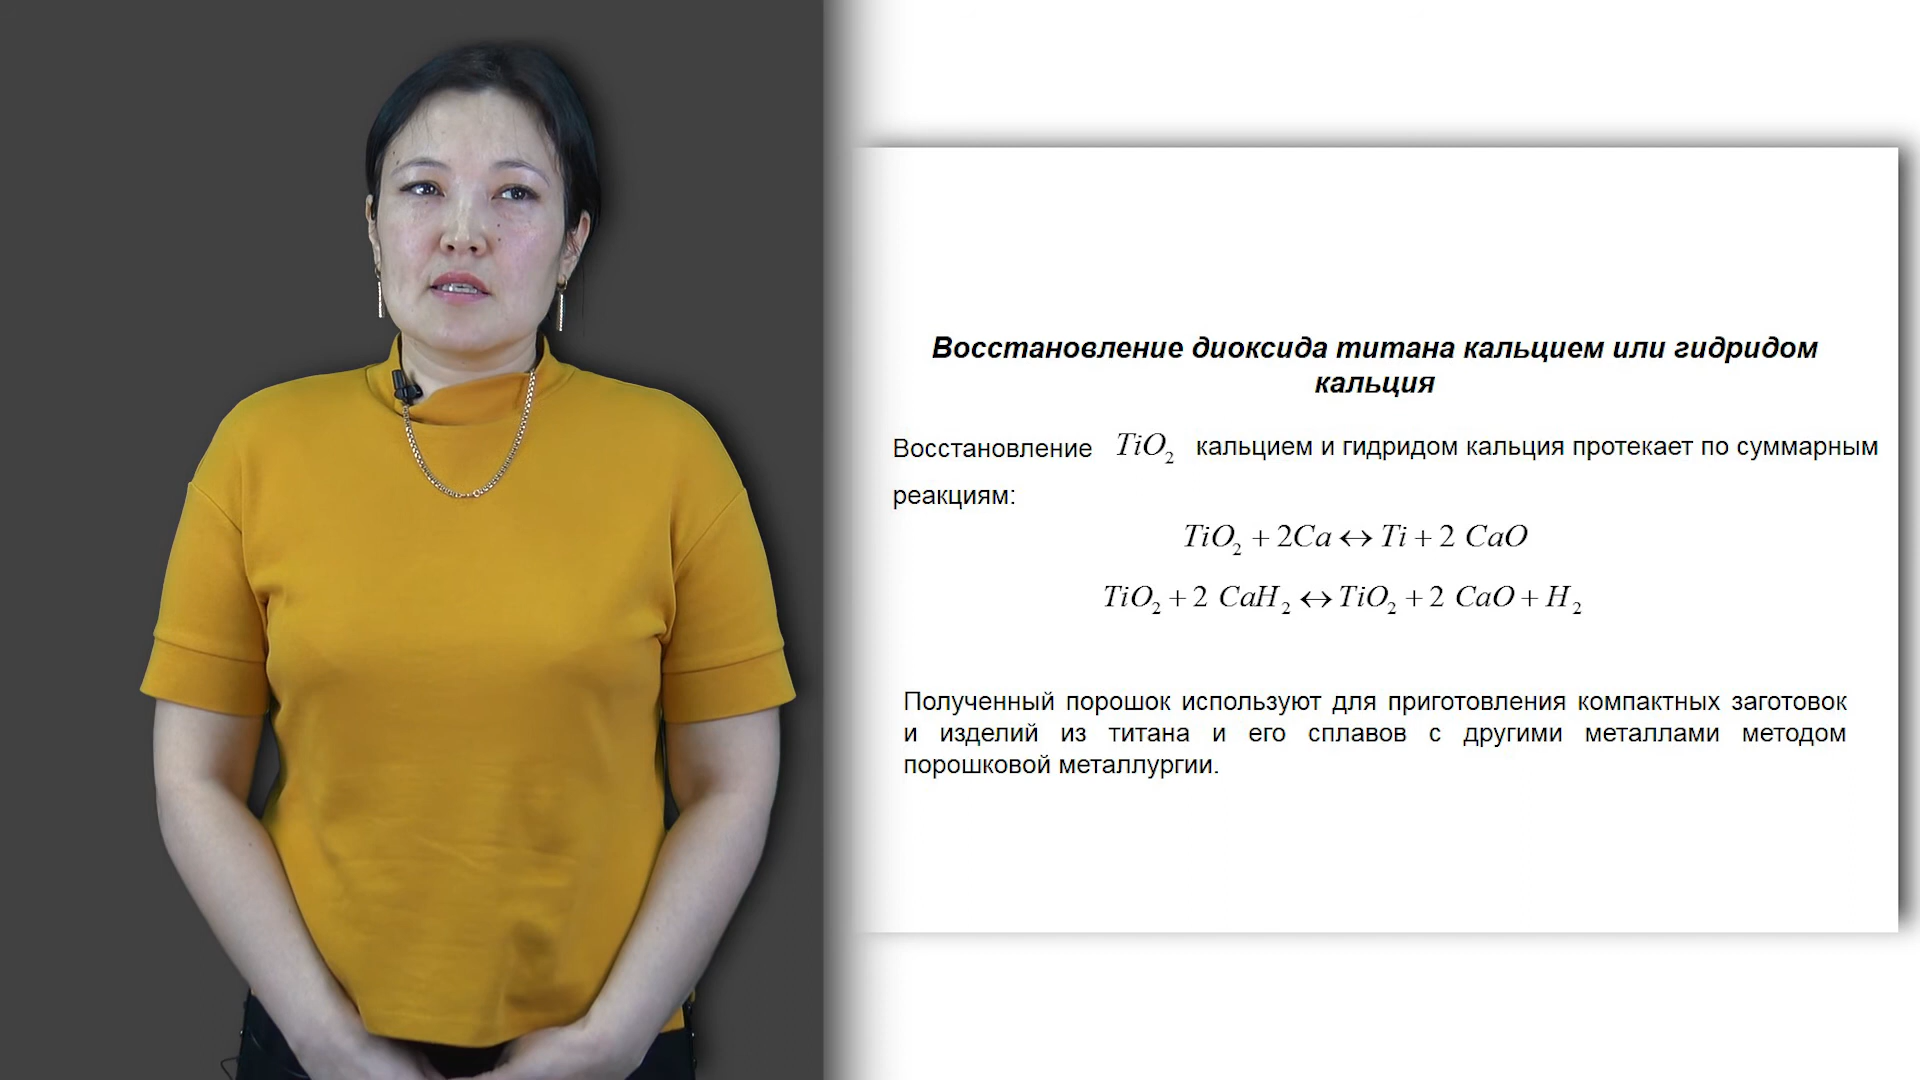 Восстановление диоксида титана кальцием или гидридом
кальция
Восстановление TiO₂ кальцием и гидридом кальция протекает по суммарным
реакциям:
TiO₂ + 2Ca ↔ Ti + 2 CaO
TiO₂ + 2 CaH₂ ↔ TiO₂ + 2 CaO + H₂
Полученный порошок используют для приготовления компактных заготовок
и изделий из титана и его сплавов с другими металлами методом
порошковой металлургии.